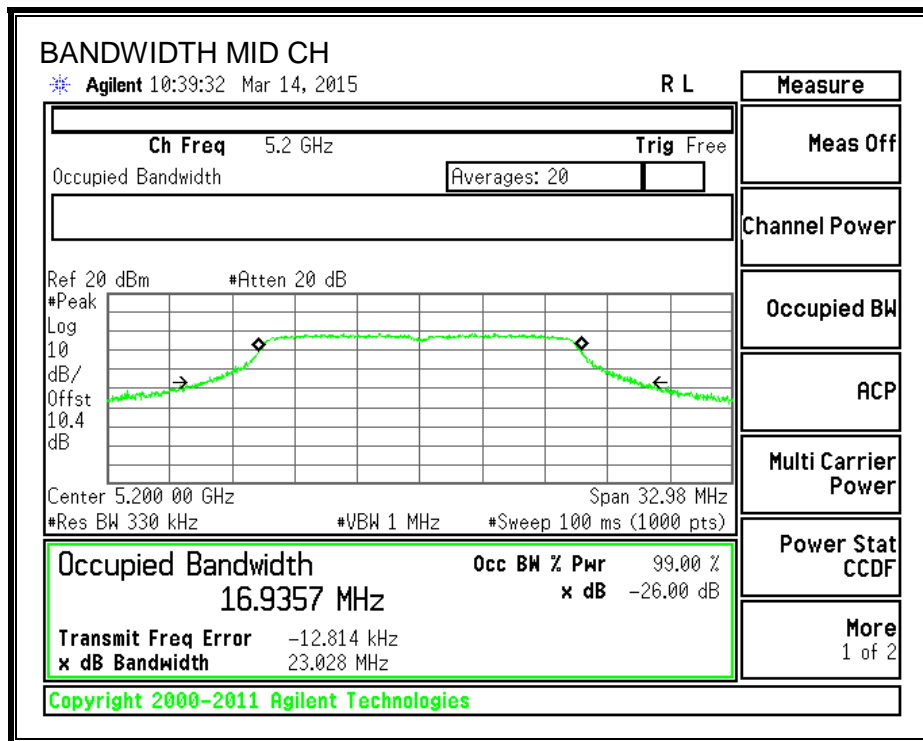 BANDWIDTH MID CH
Agilent 10:39:32 Mar 14, 2015 R L
Measure
Ch Freq 5.2 GHz Trig Free
Meas Off
Occupied Bandwidth Averages: 20
Channel Power
Ref 20 dBm #Atten 20 dB
#Peak
Log
10
dB/
Offst
10.4
dB
Occupied BW
ACP
Center 5.200 00 GHz Span 32.98 MHz
#Res BW 330 kHz #VBW 1 MHz #Sweep 100 ms (1000 pts)
Multi Carrier
Power
Occupied Bandwidth Occ BW % Pwr 99.00 %
16.9357 MHz x dB -26.00 dB
Power Stat
CCDF
Transmit Freq Error -12.814 kHz
x dB Bandwidth 23.028 MHz
More
1 of 2
Copyright 2000-2011 Agilent Technologies